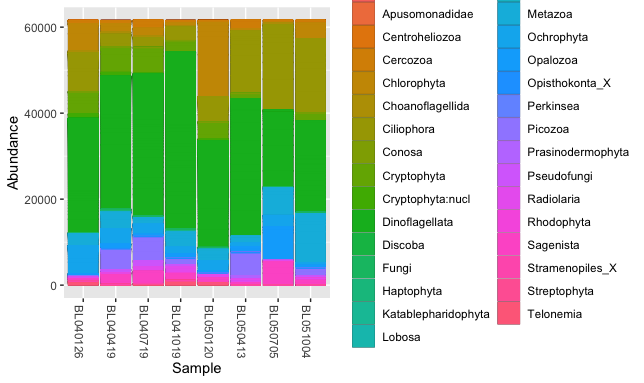 60000
40000
20000
0
Abundance
BL040126
BL040419
BL040719
BL041019
BL050120
BL050413
BL050705
BL051004
Sample
Apusomonadidae
Centroheliozoa
Cercozoa
Chlorophyta
Choanoflagellida
Ciliophora
Conosa
Cryptophyta
Cryptophyta:nucl
Dinoflagellata
Discoba
Fungi
Haptophyta
Katablepharidophyta
Lobosa
Metazoa
Ochrophyta
Opalozoa
Opisthokonta_X
Perkinsea
Picozoa
Prasinodermophyta
Pseudofungi
Radiolaria
Rhodophyta
Sagenista
Stramenopiles_X
Streptophyta
Telonemia